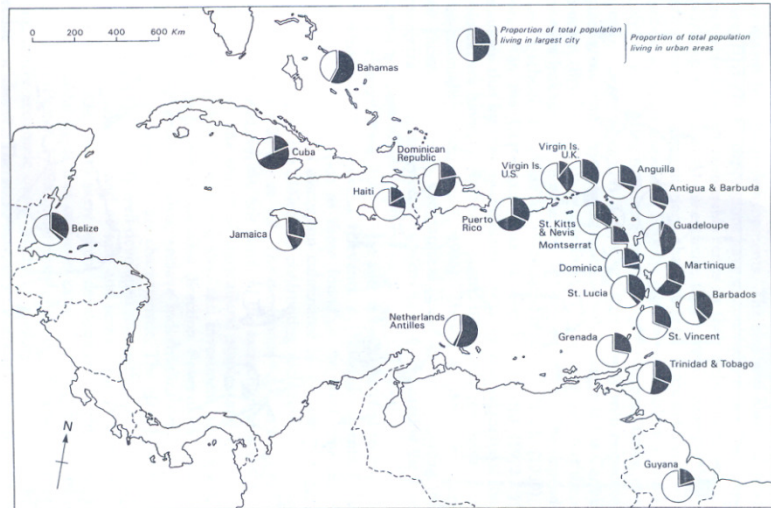 0 200 400 600 Km
Proportion of total population
living in largest city
Proportion of total population
living in urban areas
Bahamas
Cuba
Dominican
Republic
Haiti
Jamaica
Belize
Puerto
Rico
Virgin Is.
U.S.
Virgin Is.
U.K.
Anguilla
Antigua & Barbuda
St. Kitts
& Nevis
Montserrat
Guadeloupe
Dominica
Martinique
St. Lucia
Barbados
St. Vincent
Grenada
Netherlands
Antilles
Trinidad & Tobago
Guyana
N